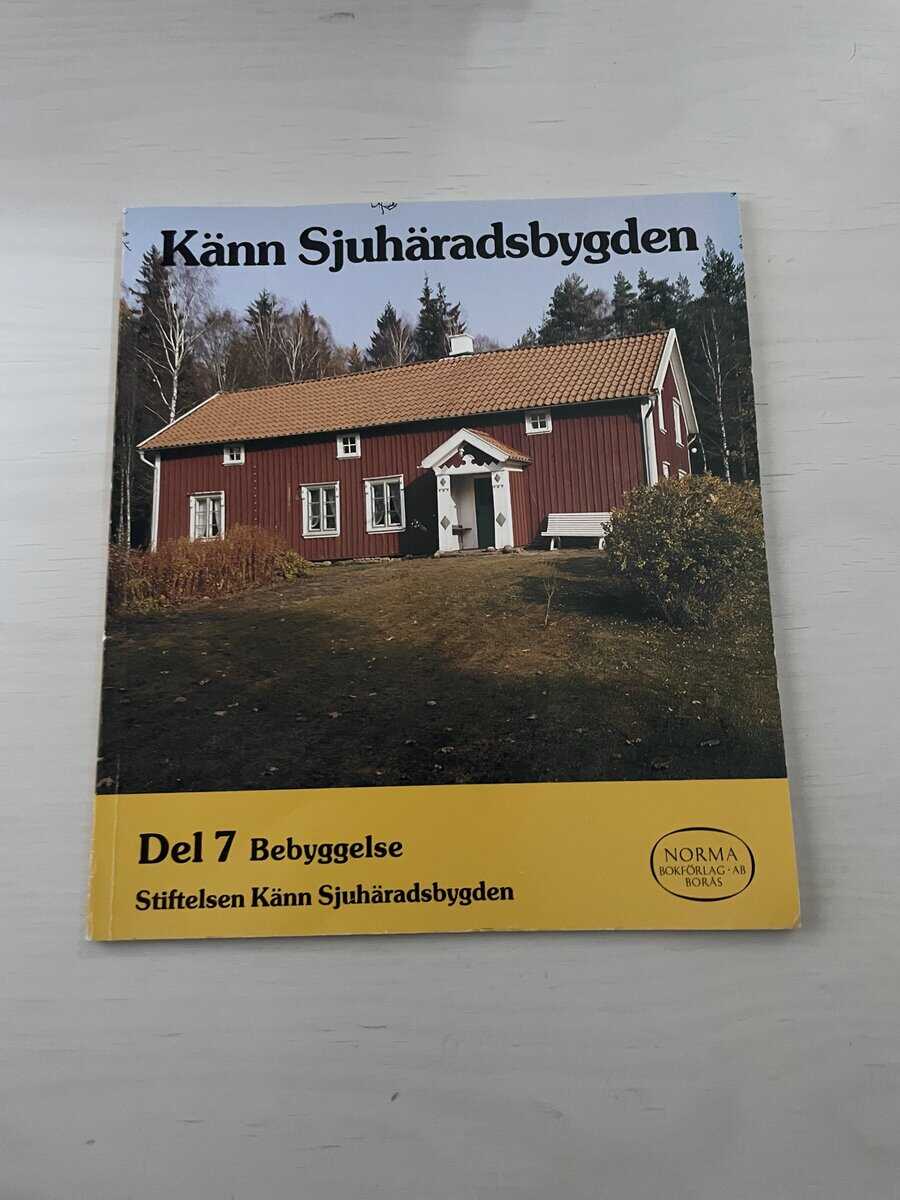 Känn Sjuhäradsbygden
Del 7 Bebyggelse
Stiftelsen Känn Sjuhäradsbygden
NORMA
BOKFÖRLAG · AB
BORÅS